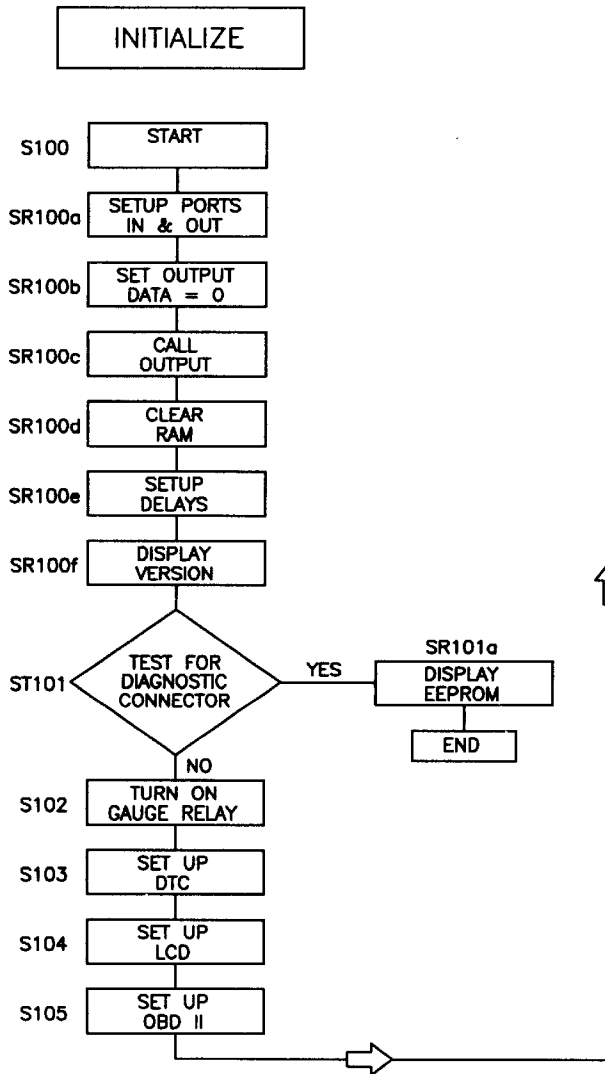 INITIALIZE
S100
START
SR100a
SETUP PORTS
IN & OUT
SR100b
SET OUTPUT
DATA = 0
SR100c
CALL
OUTPUT
SR100d
CLEAR
RAM
SR100e
SETUP
DELAYS
SR100f
DISPLAY
VERSION
ST101
TEST FOR
DIAGNOSTIC
CONNECTOR
YES
SR101a
DISPLAY
EEPROM
END
NO
S102
TURN ON
GAUGE RELAY
S103
SET UP
DTC
S104
SET UP
LCD
S105
SET UP
OBD II